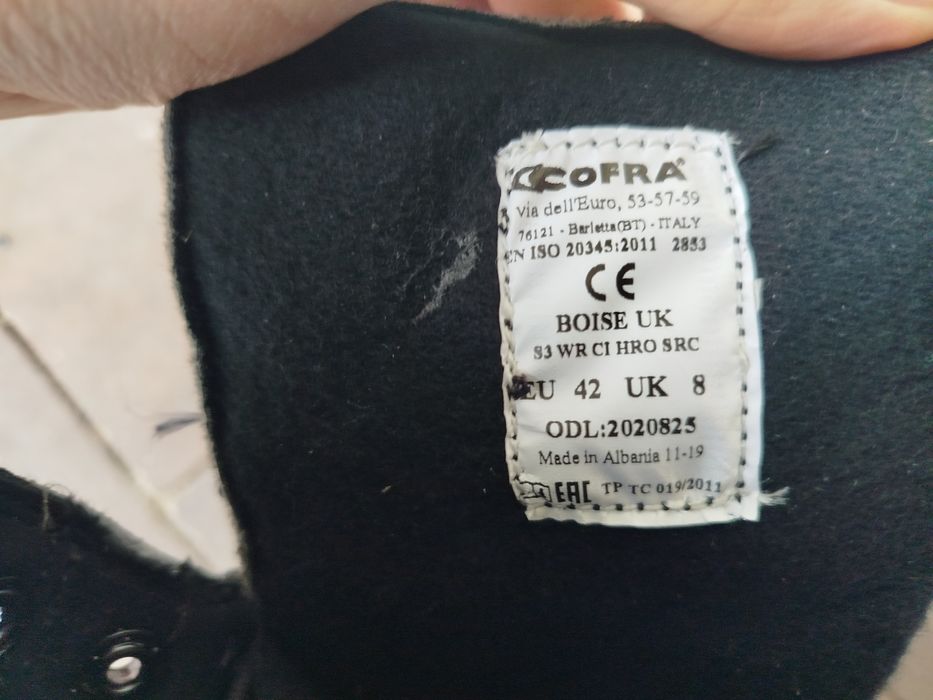 COFRA®
Via dell'Euro, 53-57-59
76121 - Barletta(BT) - ITALY
EN ISO 20345:2011 2853
CE
BOISE UK
S3 WR CI HRO SRC
EU 42 UK 8
ODL:2020825
Made in Albania 11-19
EAC TP TC 019/2011